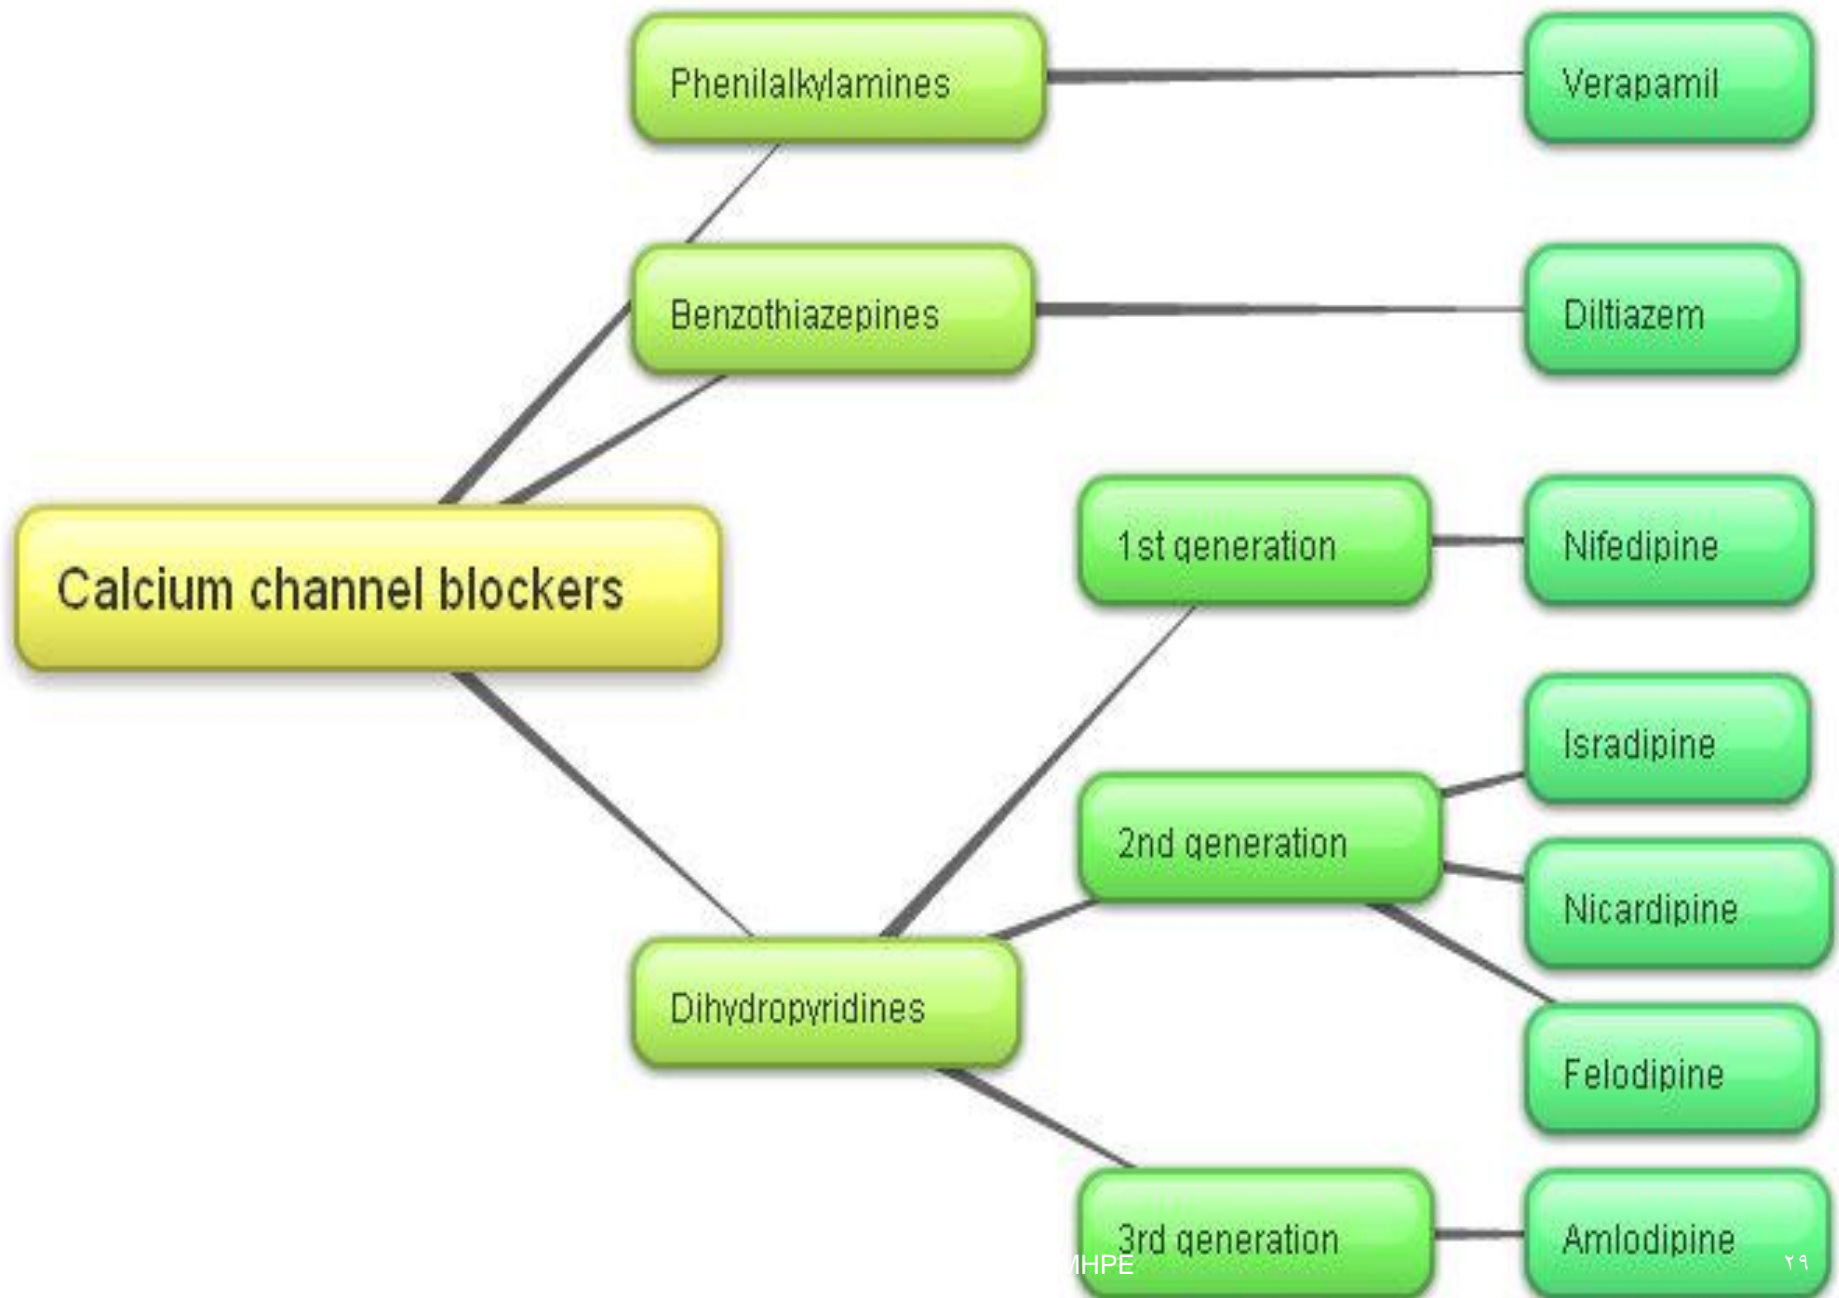 Phenilalkylamines
Verapamil
Benzothiazepines
Diltiazem
Calcium channel blockers
1st generation
Nifedipine
Isradipine
2nd generation
Nicardipine
Dihydropyridines
Felodipine
3rd generation
Amlodipine
MHPE
٢٩